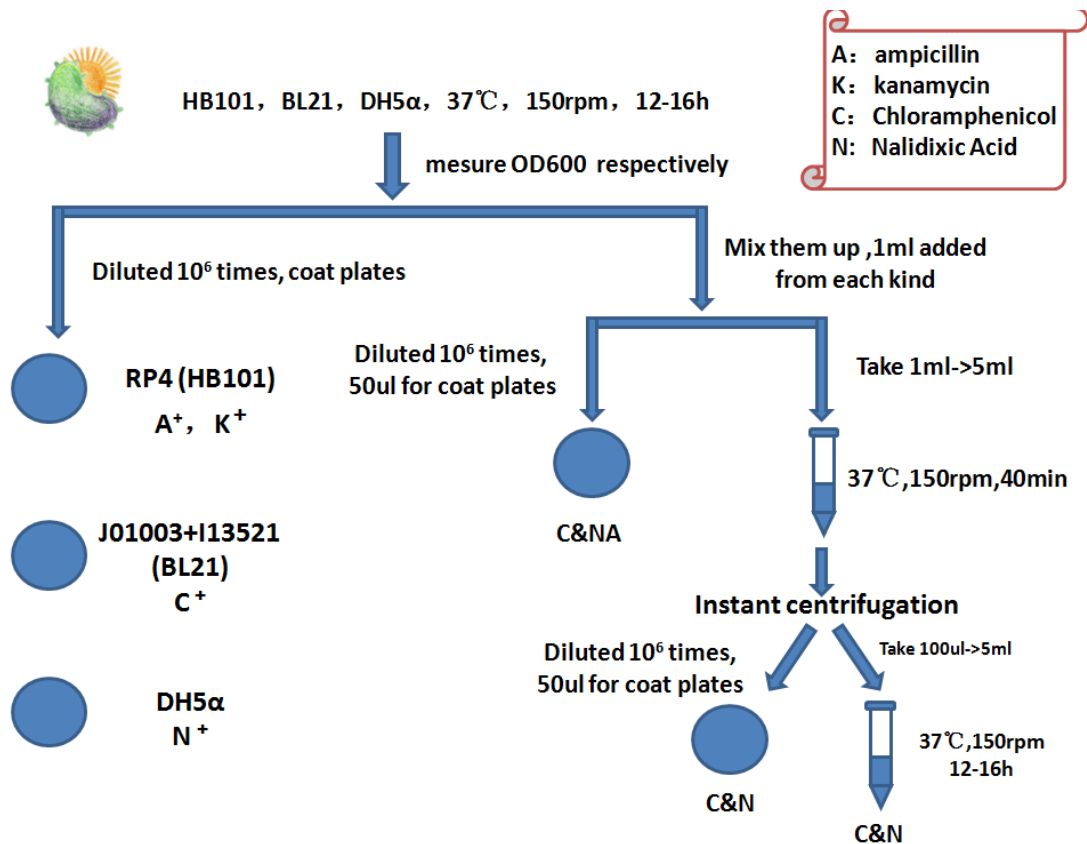 A： ampicillin
K： kanamycin
C： Chloramphenicol
N: Nalidixic Acid
HB101，BL21，DH5α，37℃，150rpm，12-16h
mesure OD600 respectively
Diluted 10⁶ times, coat plates
Mix them up ,1ml added
from each kind
RP4 (HB101)
A⁺， K⁺
J01003+I13521
(BL21)
C⁺
DH5α
N⁺
Diluted 10⁶ times,
50ul for coat plates
C&NA
Take 1ml->5ml
37℃,150rpm,40min
Instant centrifugation
Diluted 10⁶ times,
50ul for coat plates
C&N
Take 100ul->5ml
37℃,150rpm
12-16h
C&N